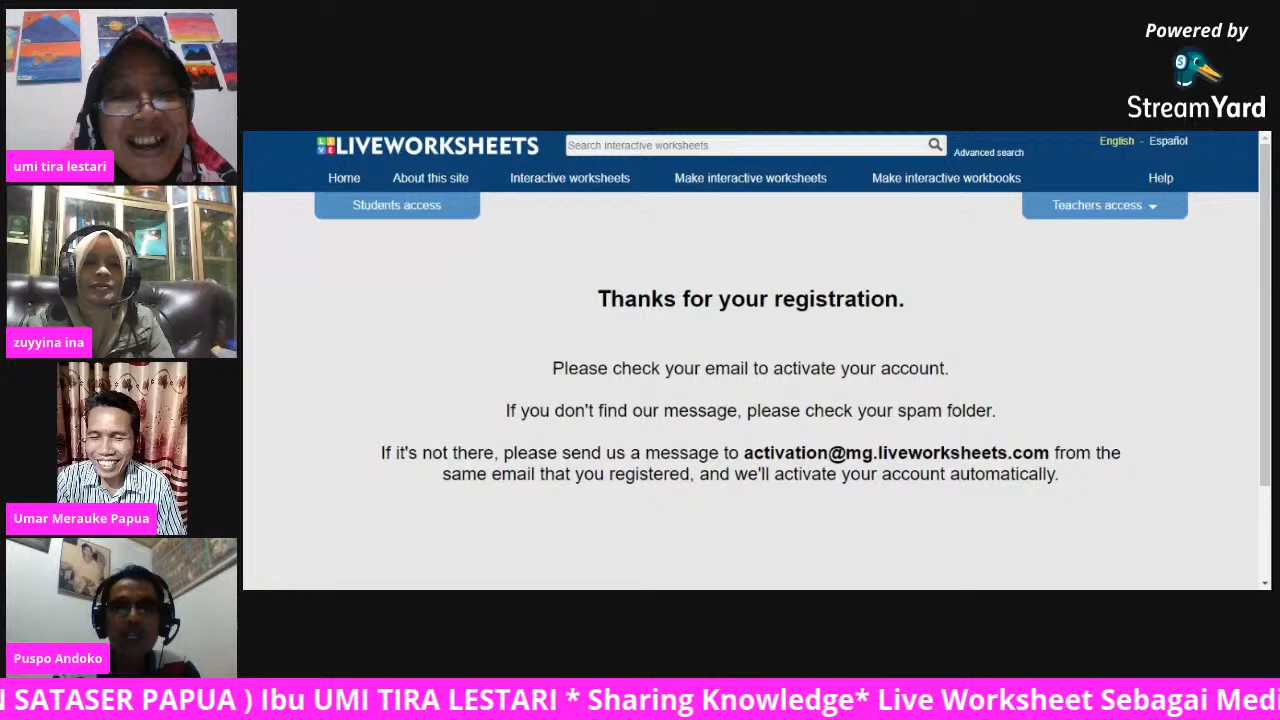 Powered by
StreamYard
umi tira lestari
zuyyina ina
Umar Merauke Papua
Puspo Andoko
LIVEWORKSHEETS
Search interactive worksheets
Advanced search
English - Español
Home About this site Interactive worksheets Make interactive worksheets Make interactive workbooks Help
Students access Teachers access
Thanks for your registration.
Please check your email to activate your account.
If you don't find our message, please check your spam folder.
If it's not there, please send us a message to activation@mg.liveworksheets.com from the
same email that you registered, and we'll activate your account automatically.
N SATASER PAPUA ) Ibu UMI TIRA LESTARI * Sharing Knowledge* Live Worksheet Sebagai Medi